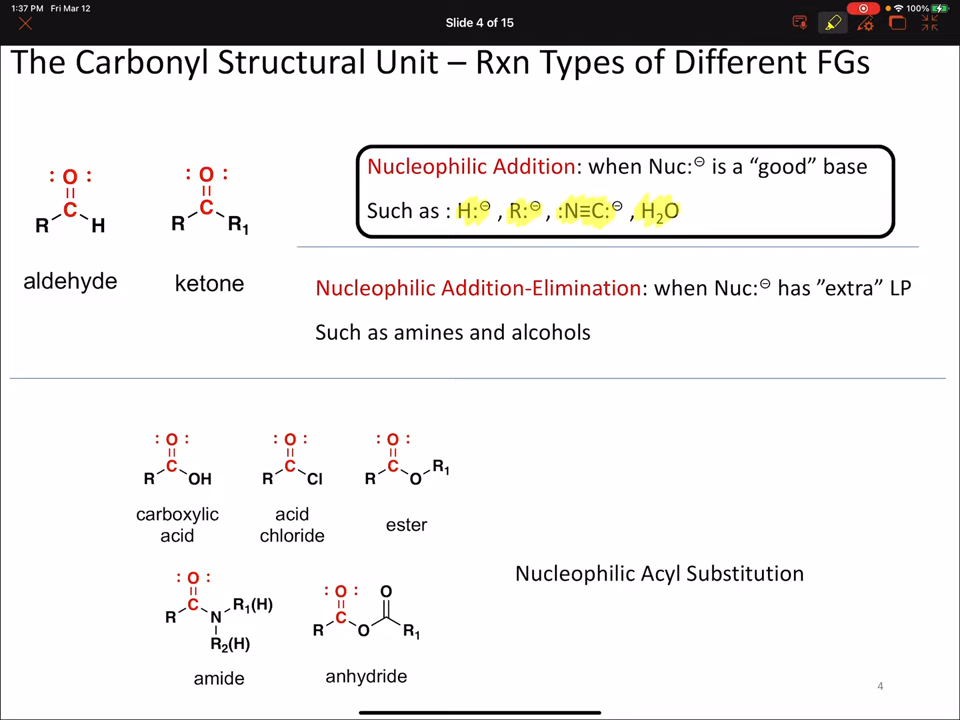 1:37 PM Fri Mar 12
100%
Slide 4 of 15
The Carbonyl Structural Unit – Rxn Types of Different FGs
:O:
C
R H
aldehyde
:O:
C
R R₁
ketone
Nucleophilic Addition: when Nuc:⊖ is a “good” base
Such as : H:⊖ , R:⊖ , :N≡C:⊖ , H₂O
Nucleophilic Addition-Elimination: when Nuc:⊖ has ”extra” LP
Such as amines and alcohols
:O:
C
R OH
carboxylic
acid
:O:
C
R Cl
acid
chloride
:O:
C R₁
R O
ester
Nucleophilic Acyl Substitution
:O:
C R₁(H)
R N
R₂(H)
amide
:O: O
C
R O R₁
anhydride
4